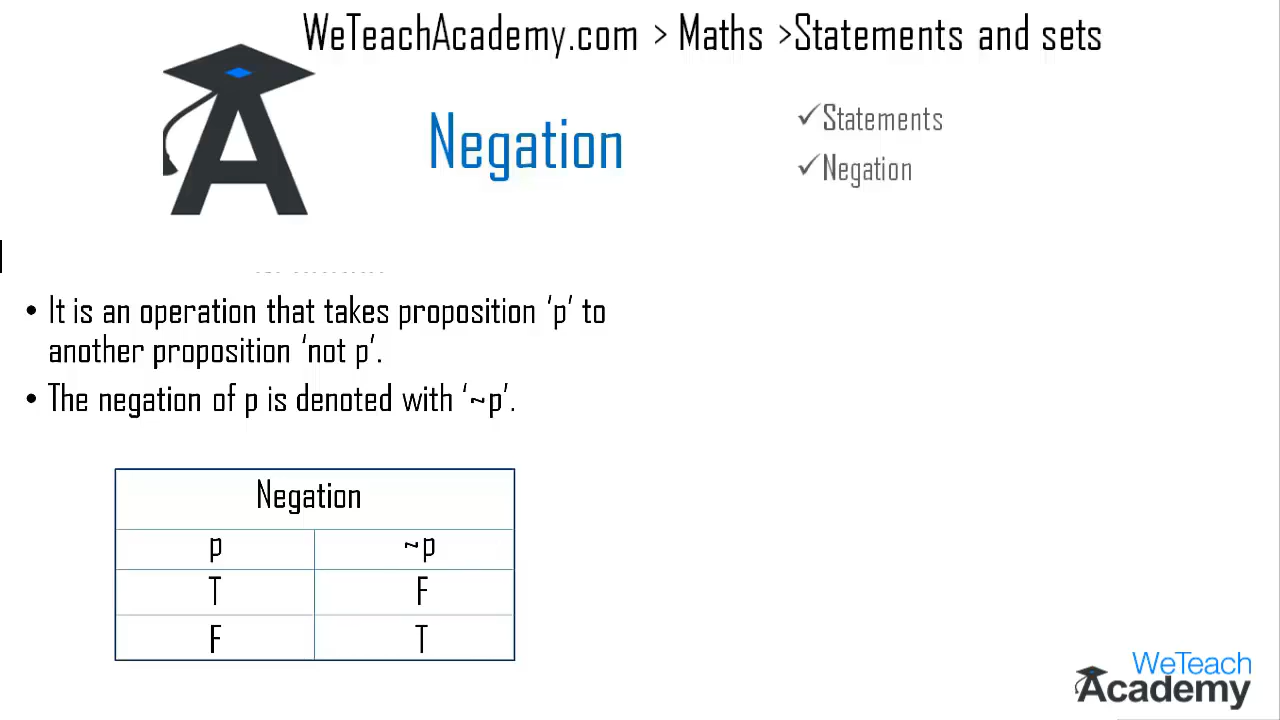 WeTeachAcademy.com > Maths >Statements and sets
Negation
✓Statements
✓Negation
• It is an operation that takes proposition ‘p’ to
another proposition ‘not p’.
• The negation of p is denoted with ‘~p’.
Negation
p ~p
T F
F T
WeTeach
Academy